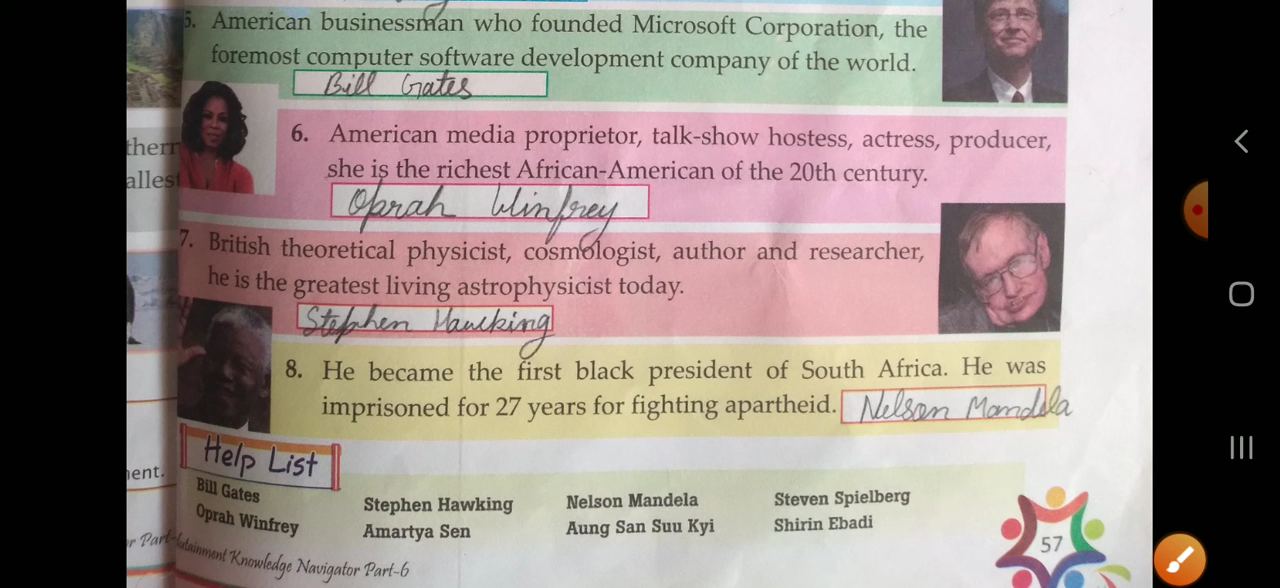 5. American businessman who founded Microsoft Corporation, the
foremost computer software development company of the world.
Bill Gates
6. American media proprietor, talk-show hostess, actress, producer,
she is the richest African-American of the 20th century.
Oprah Winfrey
7. British theoretical physicist, cosmologist, author and researcher,
he is the greatest living astrophysicist today.
Stephen Hawking
8. He became the first black president of South Africa. He was
imprisoned for 27 years for fighting apartheid. Nelson Mandela
Help List
Bill Gates Stephen Hawking Nelson Mandela Steven Spielberg
Oprah Winfrey Amartya Sen Aung San Suu Kyi Shirin Ebadi
Knowledge Navigator Part-6
57